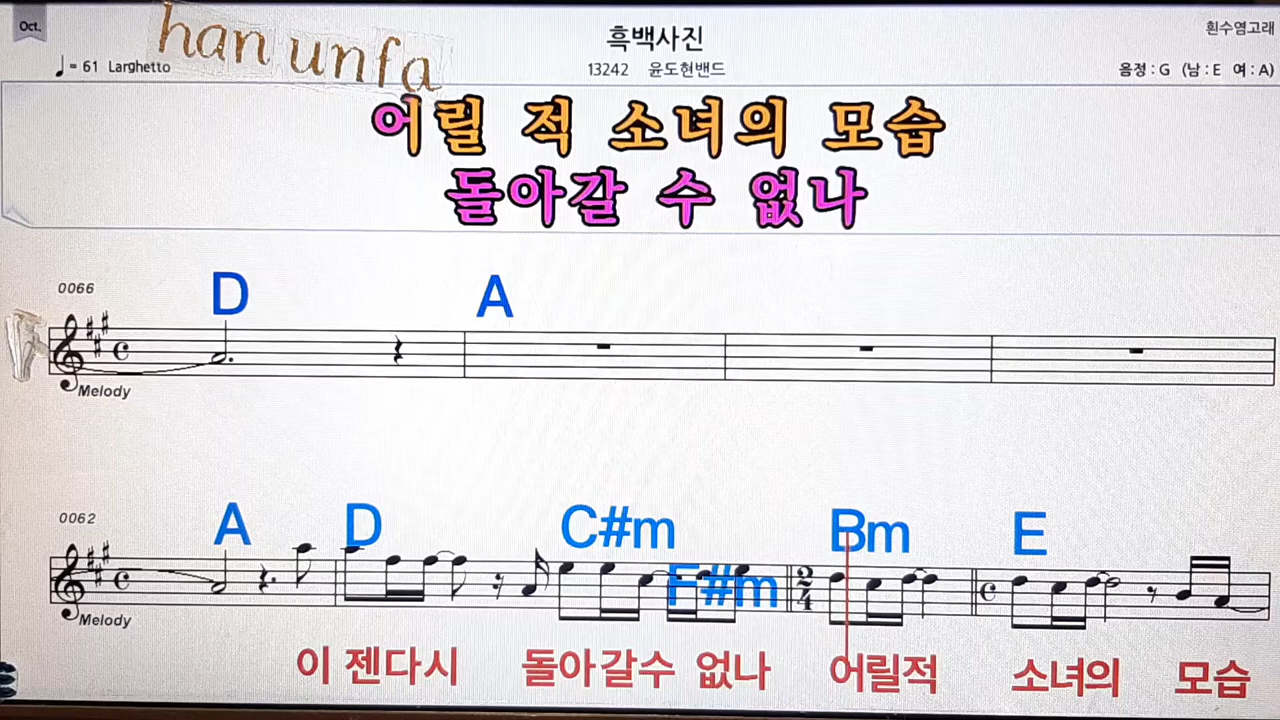 Oct.
han unfa
흑백사진
흰수염고래
♩= 61 Larghetto
13242 윤도현밴드
음정 : G (남 : E 여 : A)
어릴 적 소녀의 모습
돌아갈 수 없나
0066
D A
Melody
0062
A D C#m F#m Bm E
2/4
Melody
이 젠다시 돌아갈수 없나 어릴적 소녀의 모습